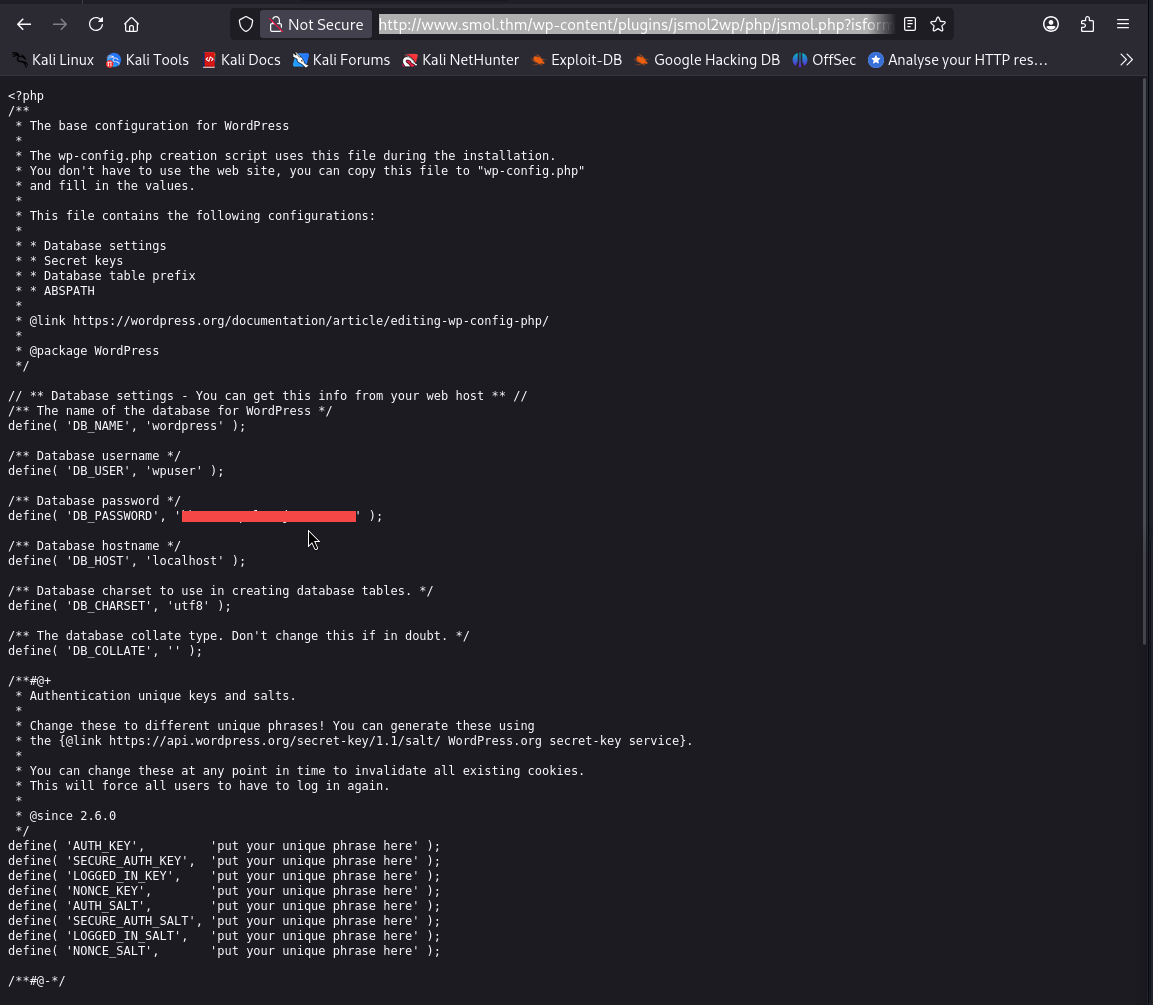 Not Secure
http://www.smol.thm/wp-content/plugins/jsmol2wp/php/jsmol.php?isform
Kali Linux Kali Tools Kali Docs Kali Forums Kali NetHunter Exploit-DB Google Hacking DB OffSec Analyse your HTTP res…
<?php
/**
 * The base configuration for WordPress
 *
 * The wp-config.php creation script uses this file during the installation.
 * You don't have to use the web site, you can copy this file to "wp-config.php"
 * and fill in the values.
 *
 * This file contains the following configurations:
 *
 * * Database settings
 * * Secret keys
 * * Database table prefix
 * * ABSPATH
 *
 * @link https://wordpress.org/documentation/article/editing-wp-config-php/
 *
 * @package WordPress
 */
// ** Database settings - You can get this info from your web host ** //
/** The name of the database for WordPress */
define( 'DB_NAME', 'wordpress' );
/** Database username */
define( 'DB_USER', 'wpuser' );
/** Database password */
define( 'DB_PASSWORD', '' );
/** Database hostname */
define( 'DB_HOST', 'localhost' );
/** Database charset to use in creating database tables. */
define( 'DB_CHARSET', 'utf8' );
/** The database collate type. Don't change this if in doubt. */
define( 'DB_COLLATE', '' );
/**#@+
 * Authentication unique keys and salts.
 *
 * Change these to different unique phrases! You can generate these using
 * the {@link https://api.wordpress.org/secret-key/1.1/salt/ WordPress.org secret-key service}.
 *
 * You can change these at any point in time to invalidate all existing cookies.
 * This will force all users to have to log in again.
 *
 * @since 2.6.0
 */
define( 'AUTH_KEY',         'put your unique phrase here' );
define( 'SECURE_AUTH_KEY',  'put your unique phrase here' );
define( 'LOGGED_IN_KEY',    'put your unique phrase here' );
define( 'NONCE_KEY',        'put your unique phrase here' );
define( 'AUTH_SALT',        'put your unique phrase here' );
define( 'SECURE_AUTH_SALT', 'put your unique phrase here' );
define( 'LOGGED_IN_SALT',   'put your unique phrase here' );
define( 'NONCE_SALT',       'put your unique phrase here' );
/**#@-*/